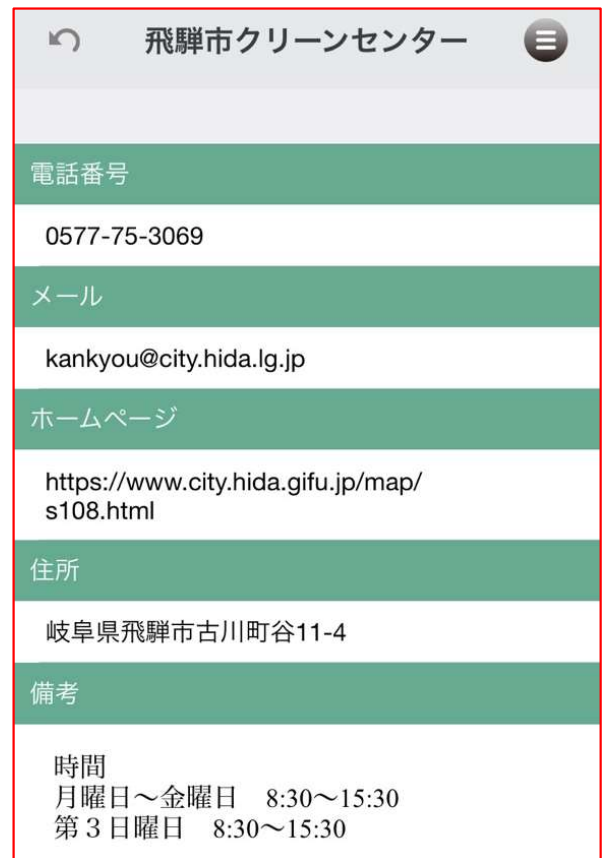 飛騨市クリーンセンター
電話番号
0577-75-3069
メール
kankyou@city.hida.lg.jp
ホームページ
https://www.city.hida.gifu.jp/map/
s108.html
住所
岐阜県飛騨市古川町谷11-4
備考
時間
月曜日～金曜日　8:30～15:30
第３日曜日　8:30～15:30